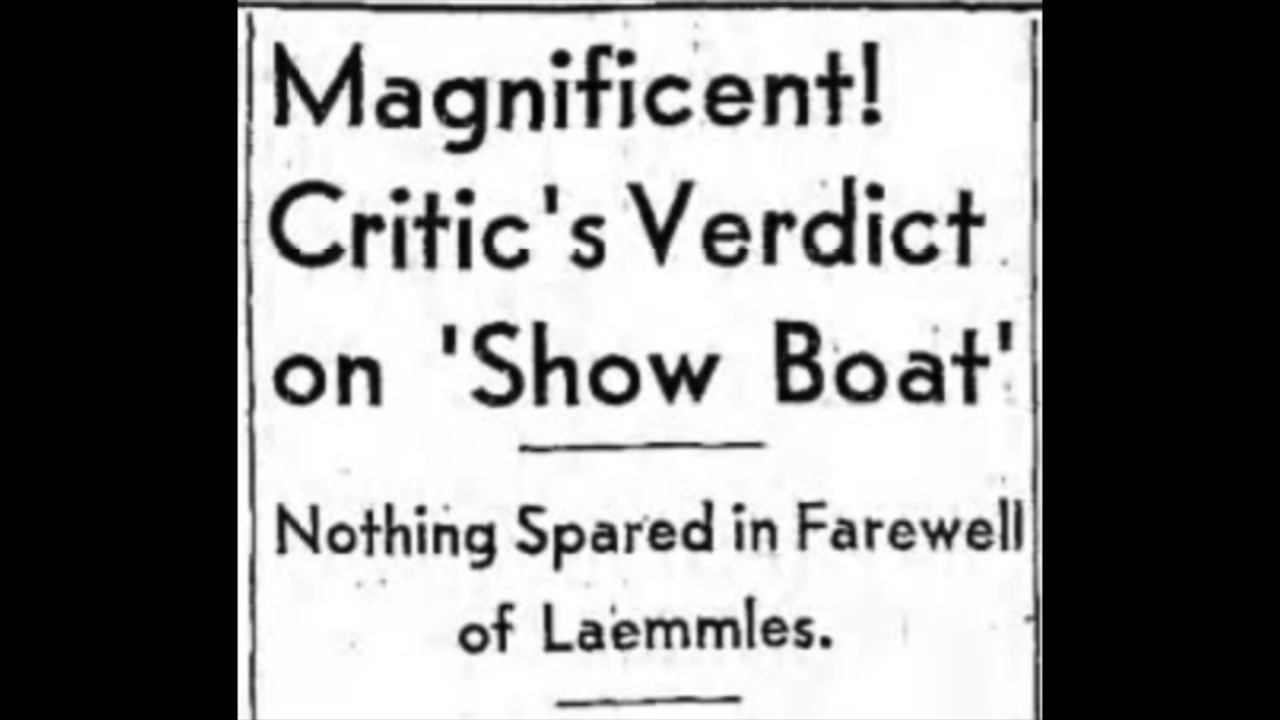 Magnificent!
Critic's Verdict
on 'Show Boat'
Nothing Spared in Farewell
of Laemmles.